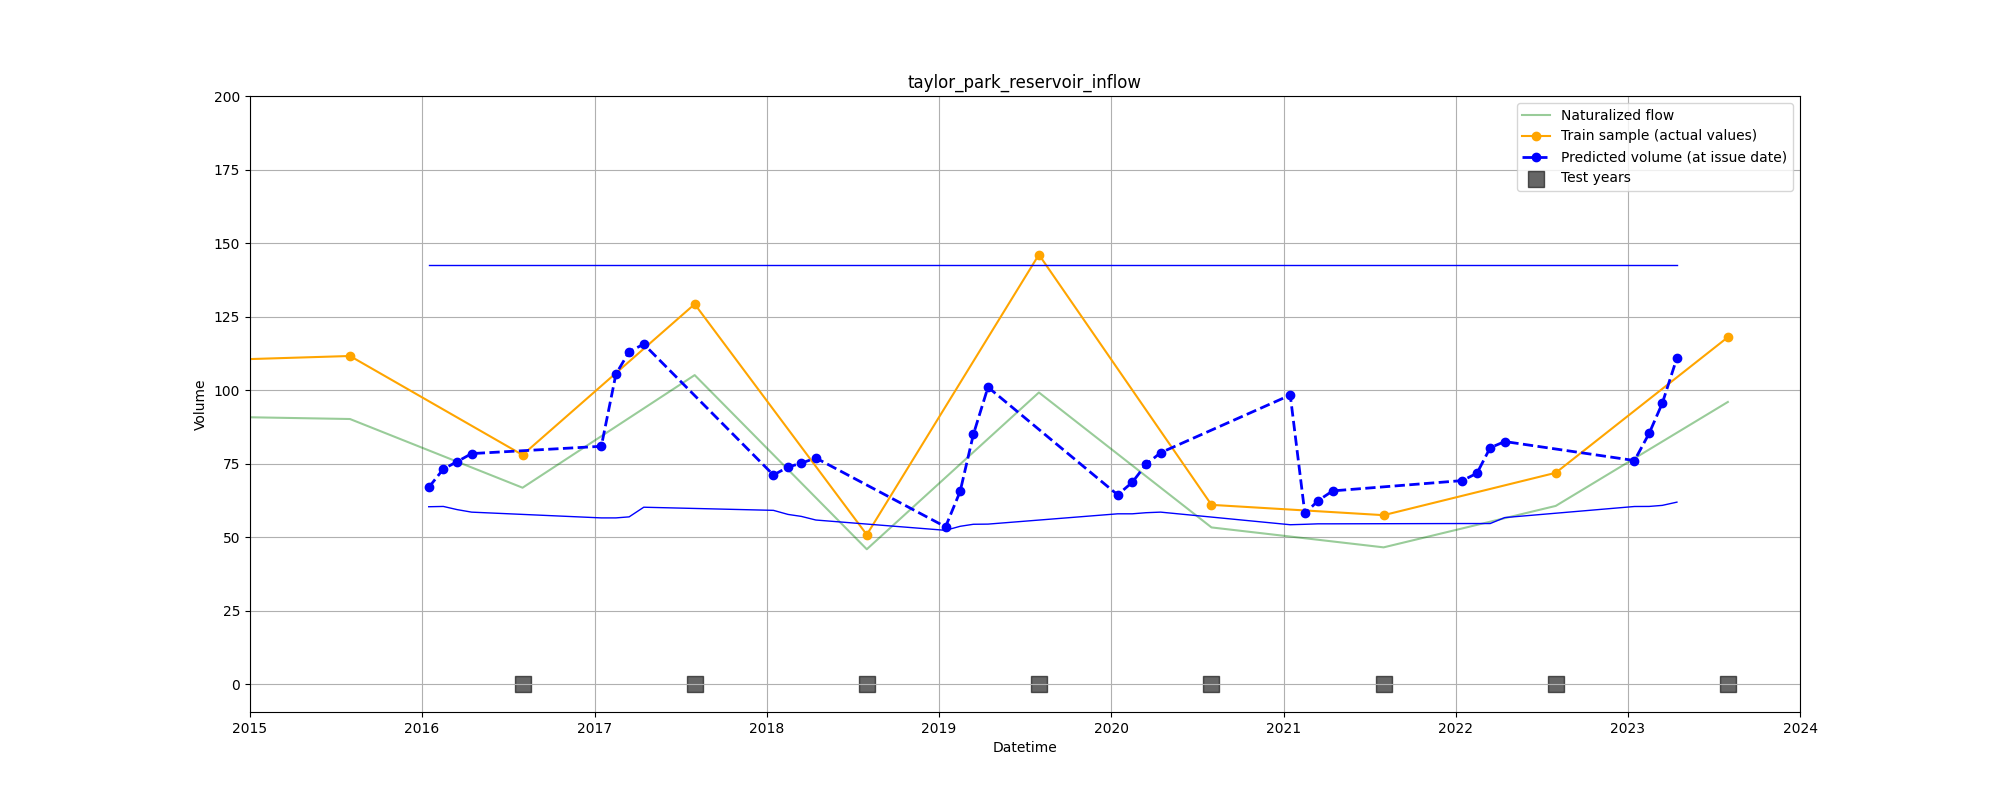 taylor_park_reservoir_inflow
200
175
150
125
100
75
50
25
0
Volume
Naturalized flow
Train sample (actual values)
Predicted volume (at issue date)
Test years
2015 2016 2017 2018 2019 2020 2021 2022 2023 2024
Datetime